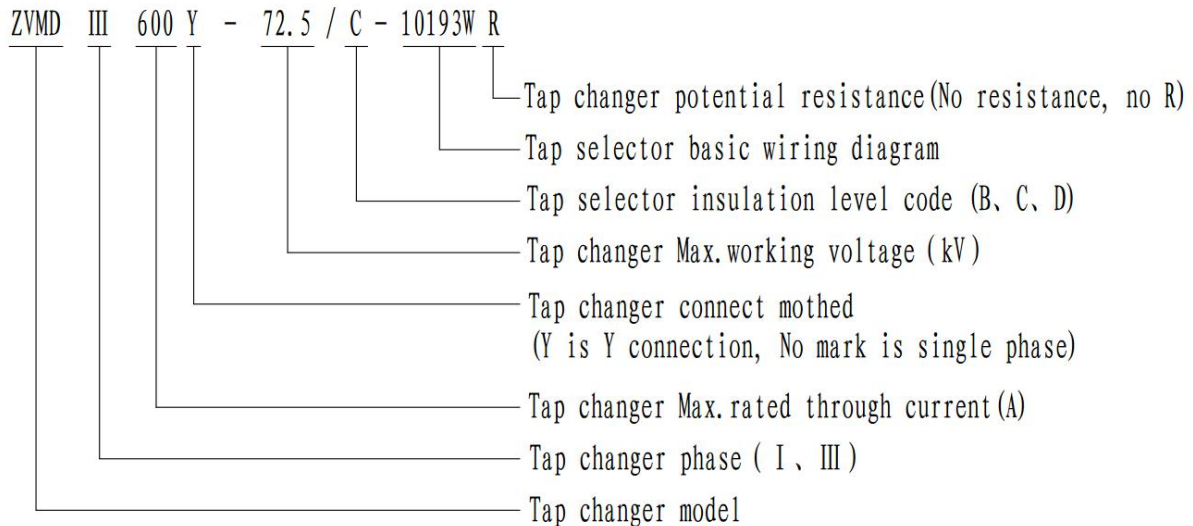 ZVMD III 600 Y - 72.5 / C - 10193W R
Tap changer potential resistance(No resistance, no R)
Tap selector basic wiring diagram
Tap selector insulation level code (B、C、D)
Tap changer Max.working voltage(kV)
Tap changer connect mothed
(Y is Y connection, No mark is single phase)
Tap changer Max.rated through current(A)
Tap changer phase(Ⅰ、Ⅲ)
Tap changer model